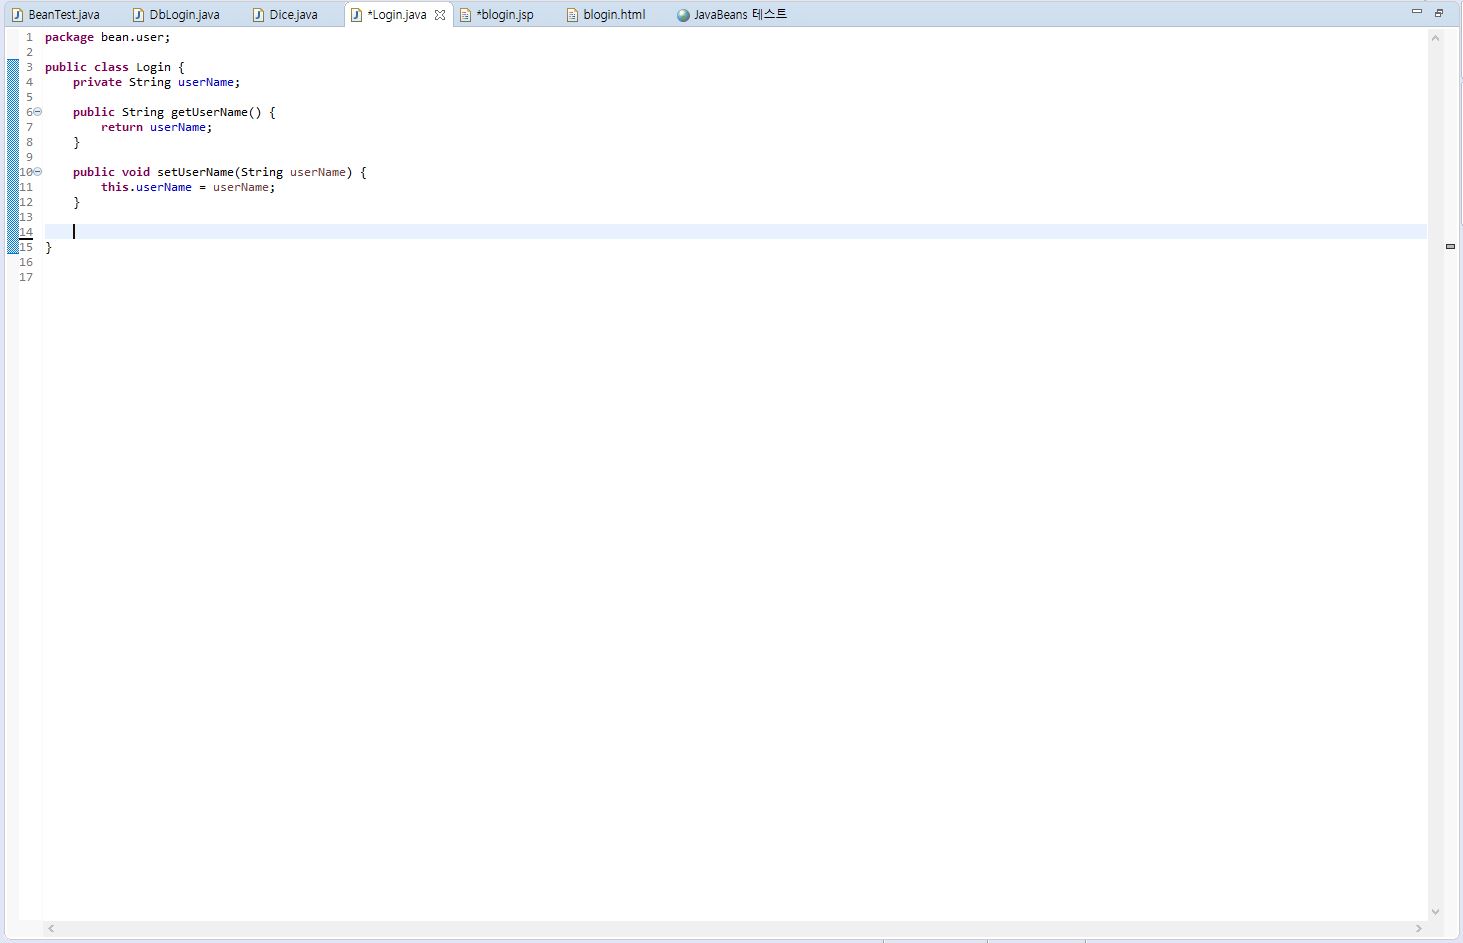 BeanTest.java DbLogin.java Dice.java *Login.java *blogin.jsp blogin.html JavaBeans 테스트
1 package bean.user;
2
3 public class Login {
4 private String userName;
5
6 public String getUserName() {
7 return userName;
8 }
9
10 public void setUserName(String userName) {
11 this.userName = userName;
12 }
13
14
15 }
16
17